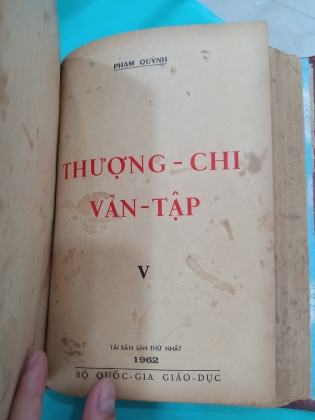 PHẠM QUỲNH
THƯỢNG - CHI
VĂN-TẬP
V
TÁI BẢN LẦN THỨ NHẤT
1962
BỘ QUỐC-GIA GIÁO-DỤC